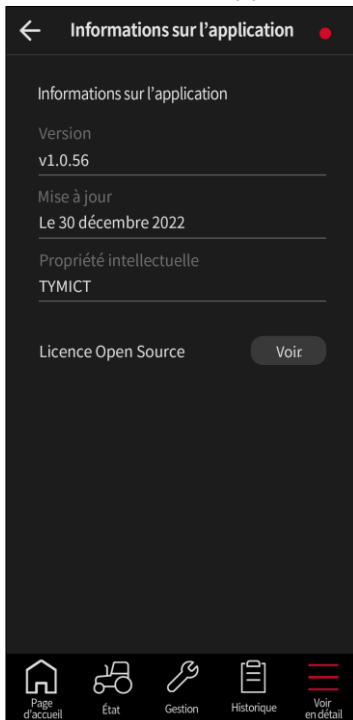 Informations sur l'application
Informations sur l'application
Version
v1.0.56
Mise à jour
Le 30 décembre 2022
Propriété intellectuelle
TYMICT
Licence Open Source
Voir
Page
d'accueil
État
Gestion
Historique
Voir
en détail